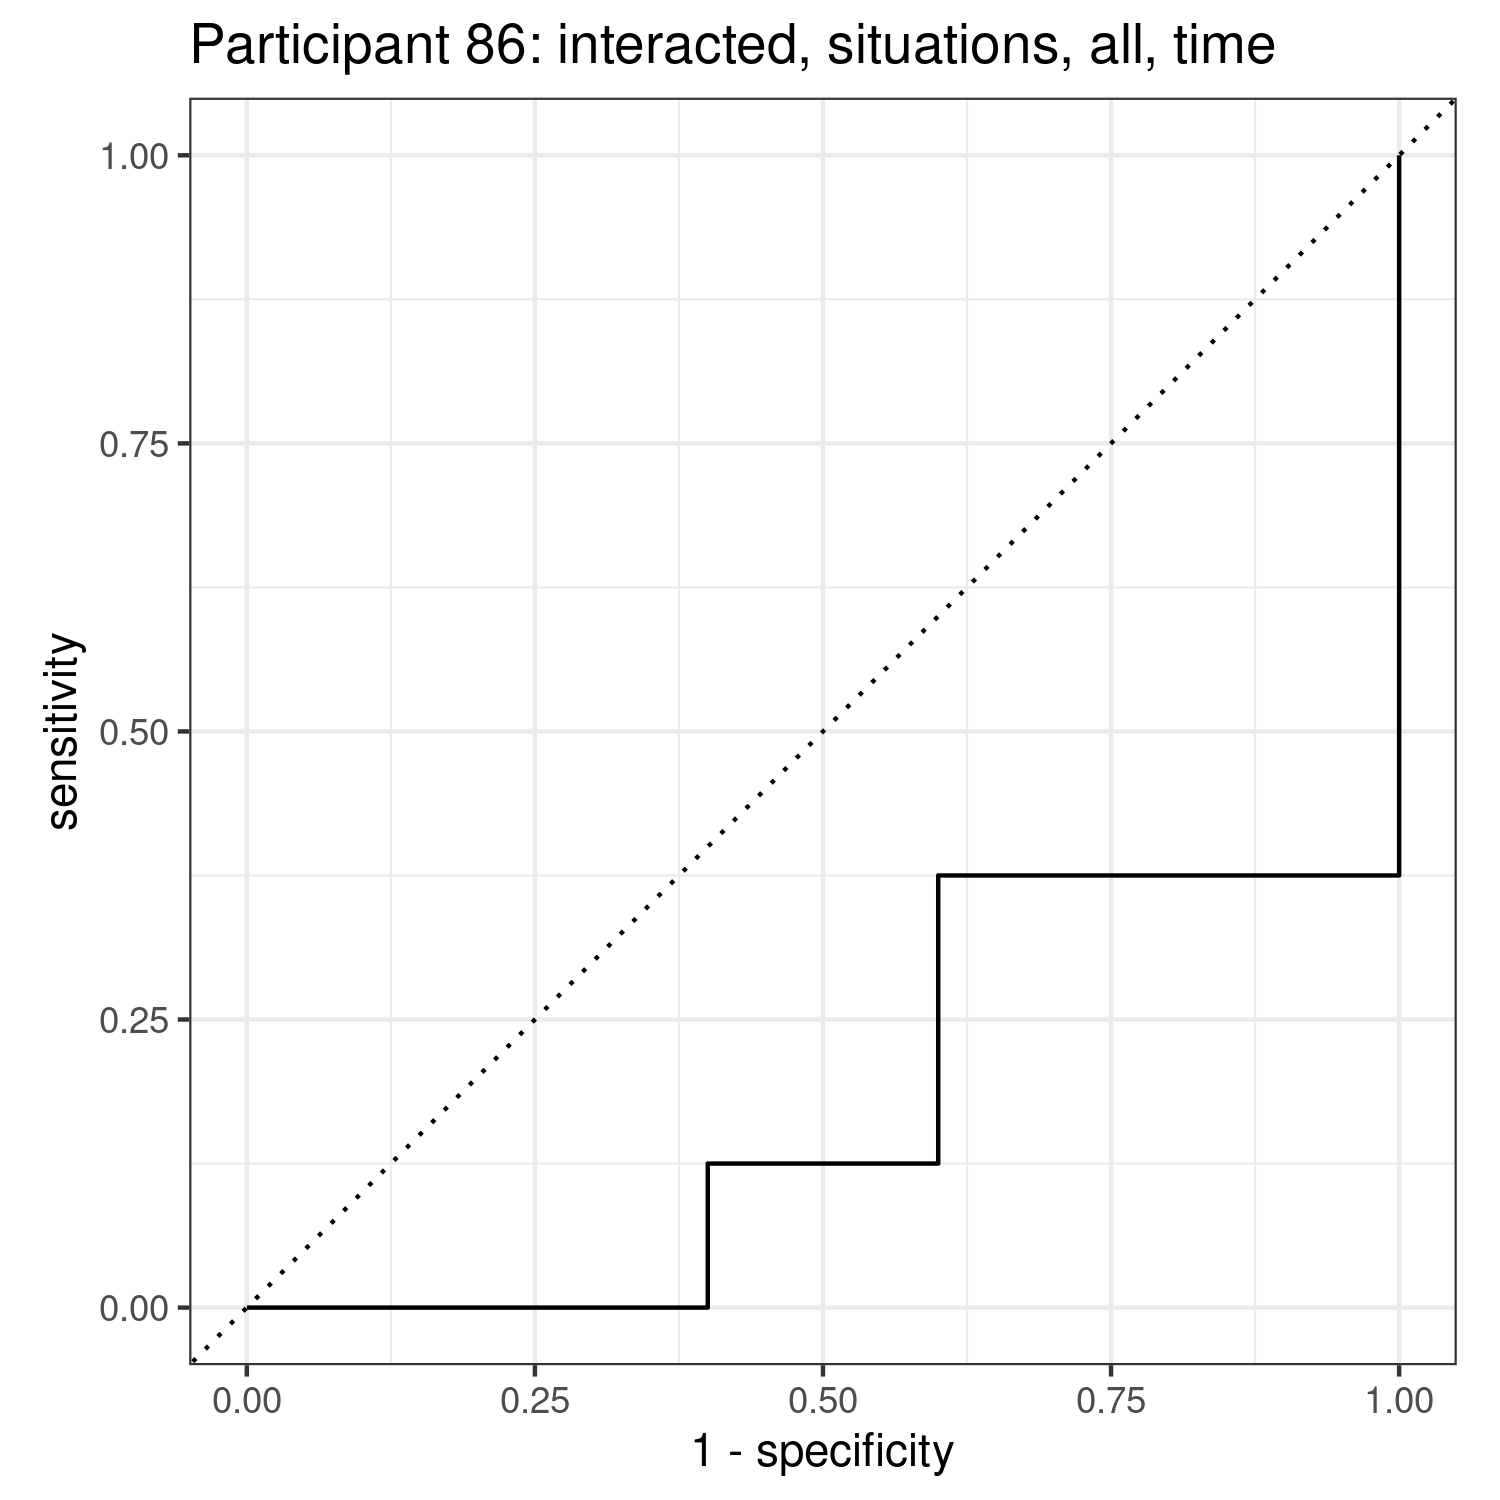 Participant 86: interacted, situations, all, time
1.00
0.75
0.50
0.25
0.00
sensitivity
0.00 0.25 0.50 0.75 1.00
1 - specificity